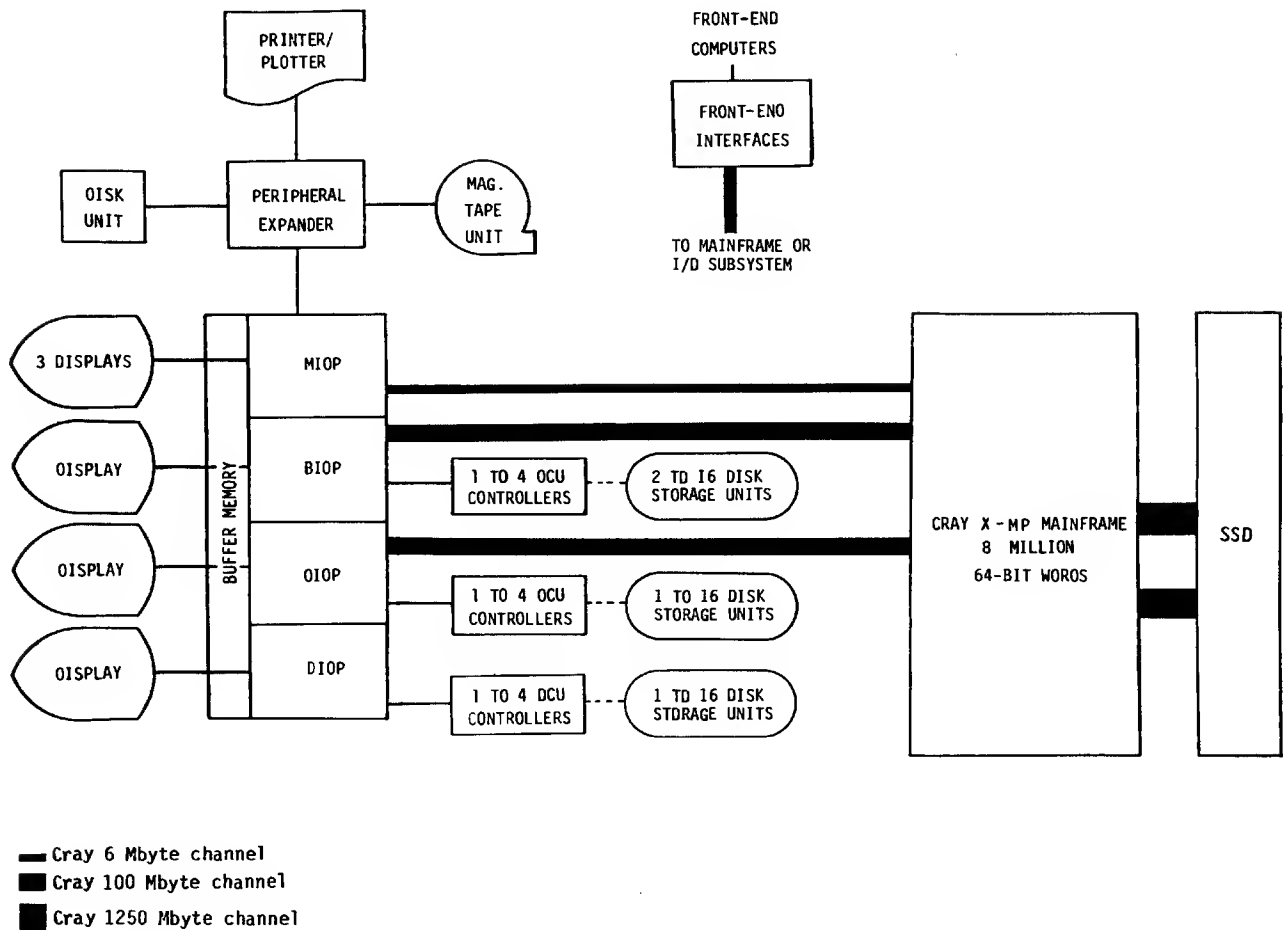 PRINTER/
PLOTTER
FRONT-END
COMPUTERS
FRONT-ENO
INTERFACES
OISK
UNIT
PERIPHERAL
EXPANDER
MAG.
TAPE
UNIT
TO MAINFRAME OR
I/D SUBSYSTEM
3 DISPLAYS
OISPLAY
OISPLAY
OISPLAY
BUFFER MEMORY
MIOP
BIOP
OIOP
DIOP
1 TO 4 OCU
CONTROLLERS
2 TD I6 DISK
STORAGE UNITS
1 TO 4 OCU
CONTROLLERS
1 TO 16 DISK
STORAGE UNITS
1 TO 4 DCU
CONTROLLERS
1 TD 16 DISK
STDRAGE UNITS
CRAY X-MP MAINFRAME
8 MILLION
64-BIT WOROS
SSD
Cray 6 Mbyte channel
Cray 100 Mbyte channel
Cray 1250 Mbyte channel